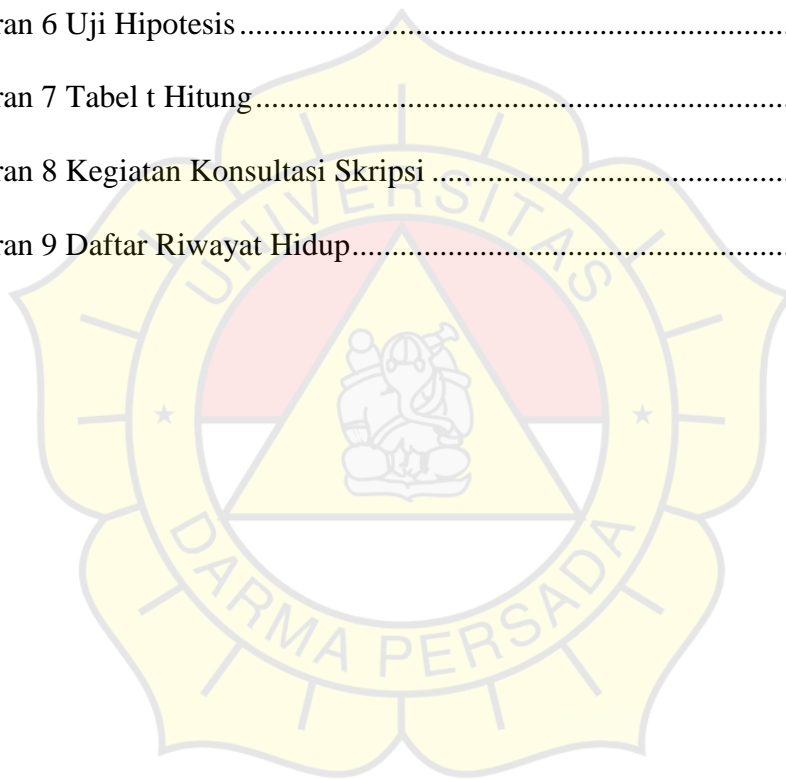 ran 6 Uji Hipotesis......................................................................
ran 7 Tabel t Hitung....................................................................
ran 8 Kegiatan Konsultasi Skripsi .............................................
ran 9 Daftar Riwayat Hidup.......................................................
UNIVERSITAS
DARMA PERSADA